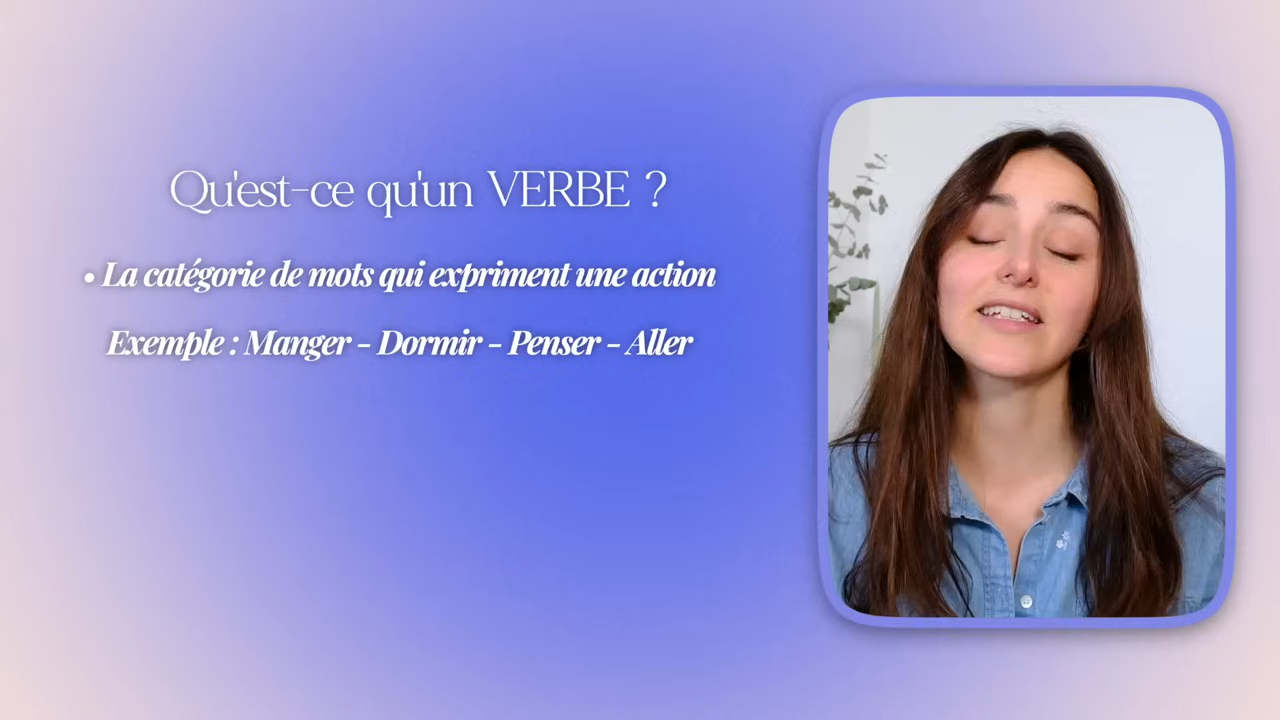 Qu'est-ce qu'un VERBE ?
• La catégorie de mots qui expriment une action
Exemple : Manger - Dormir - Penser - Aller